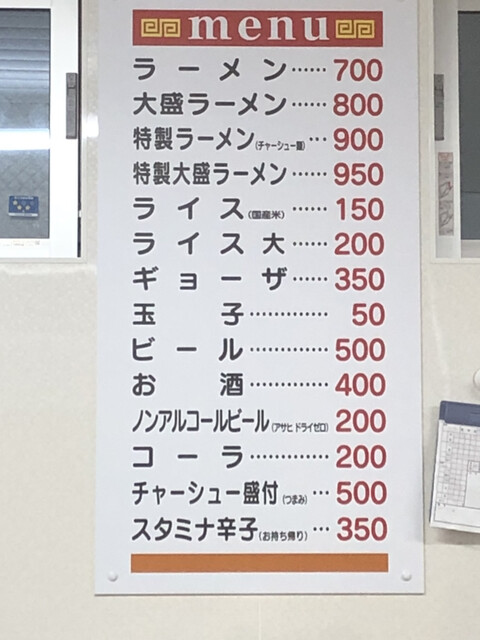 menu
ラーメン……700
大盛ラーメン……800
特製ラーメン(チャーシュー麺)…900
特製大盛ラーメン……950
ライス(国産米)……150
ライス大……200
ギョーザ……350
玉子…………50
ビール…………500
お酒…………400
ノンアルコールビール(アサヒ ドライゼロ)200
コーラ…………200
チャーシュー盛付(つまみ)…500
スタミナ辛子(お持ち帰り)…350